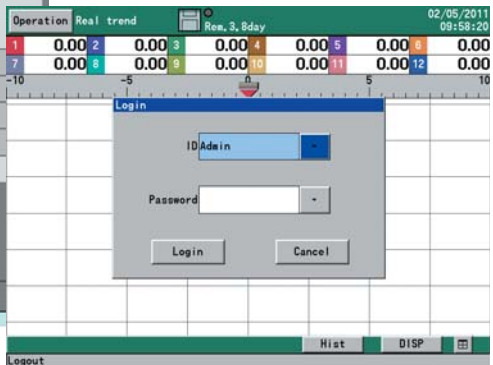 Operation Real trend Rem.3.8day 02/05/2011
09:58:20
1 0.00 2 0.00 3 0.00 4 0.00 5 0.00 6 0.00
7 0.00 8 0.00 9 0.00 10 0.00 11 0.00 12 0.00
-10 -5 0 5 10
Login
ID Admin
Password
Login Cancel
Hist DISP
Logout